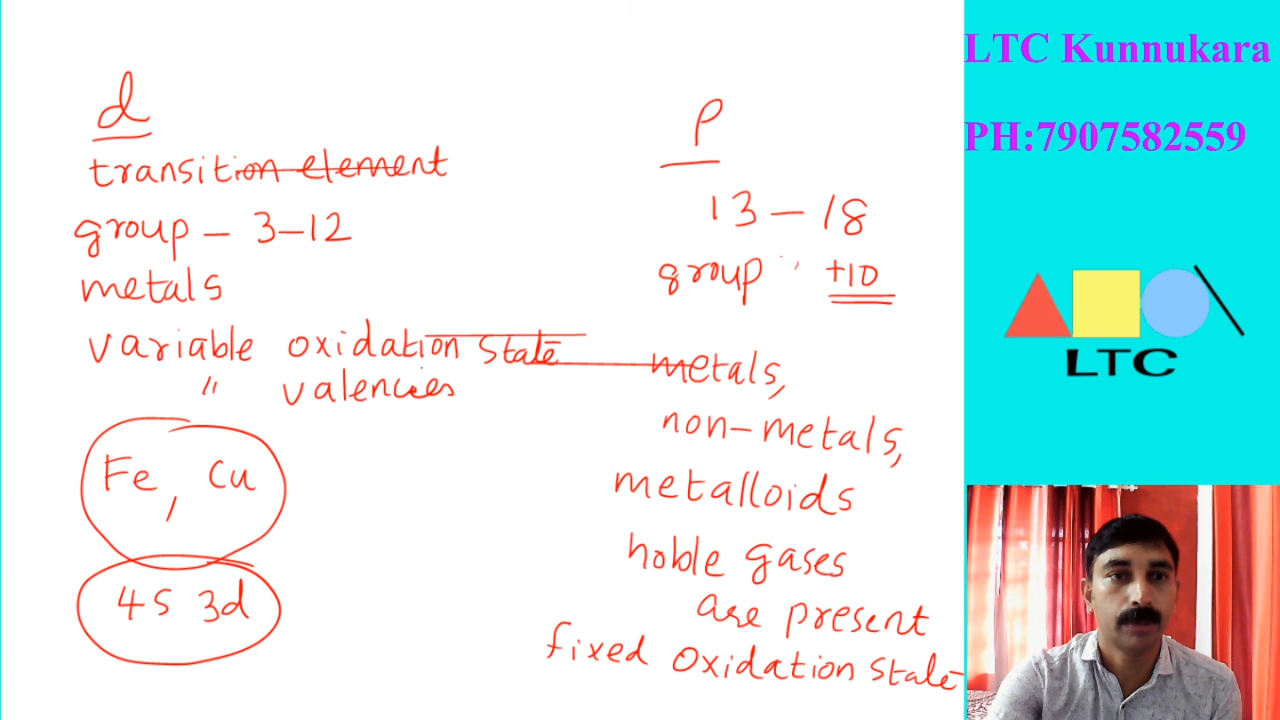 d
transition element
group - 3-12
metals
variable oxidation state
" valencies
Fe, Cu
4s 3d
p
13 - 18
group +10
metals,
non-metals,
metalloids
noble gases
are present
fixed oxidation state
LTC Kunnukara
PH:7907582559
LTC